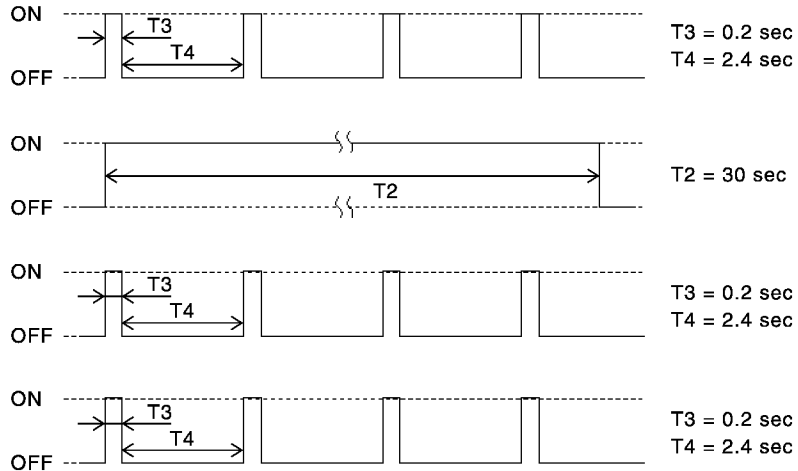 ON
T3
T4
OFF
T3 = 0.2 sec
T4 = 2.4 sec
ON
T2
OFF
T2 = 30 sec
ON
T3
T4
OFF
T3 = 0.2 sec
T4 = 2.4 sec
ON
T3
T4
OFF
T3 = 0.2 sec
T4 = 2.4 sec